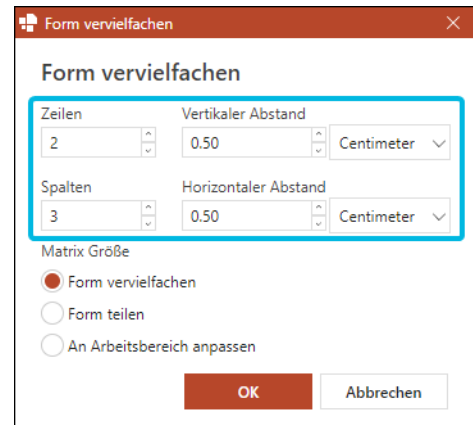 Form vervielfachen
Form vervielfachen
Zeilen Vertikaler Abstand
2 0.50 Centimeter
Spalten Horizontaler Abstand
3 0.50 Centimeter
Matrix Größe
Form vervielfachen
Form teilen
An Arbeitsbereich anpassen
OK Abbrechen